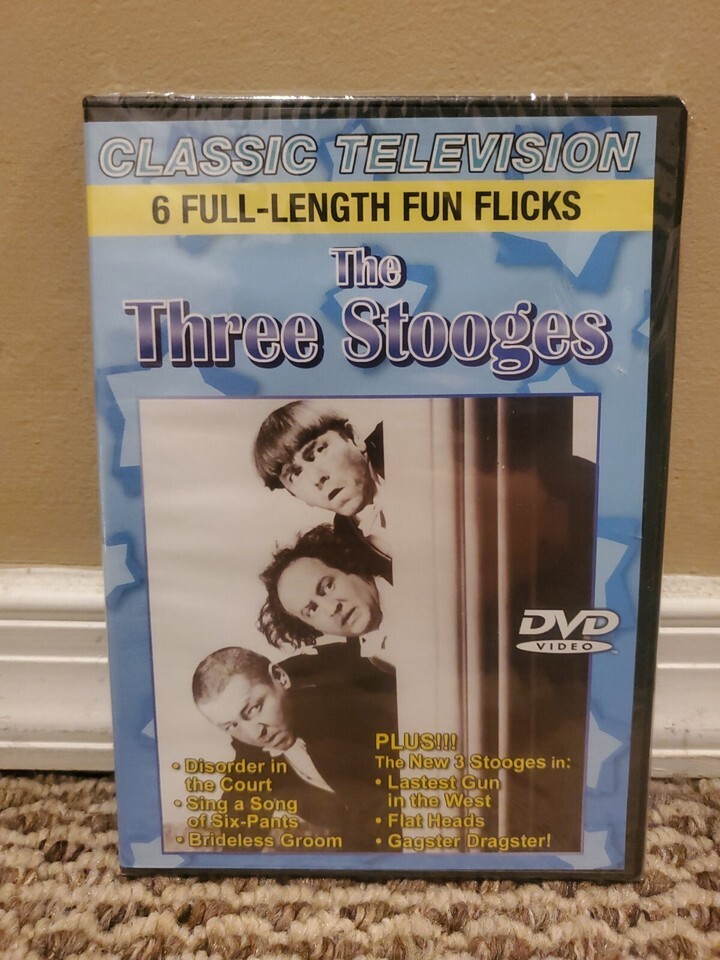 CLASSIC TELEVISION
6 FULL-LENGTH FUN FLICKS
The
Three Stooges
DVD
VIDEO
• Disorder in
the Court
• Sing a Song
of Six-Pants
• Brideless Groom
PLUS!!!
The New 3 Stooges in:
• Lastest Gun
in the West
• Flat Heads
• Gagster Dragster!